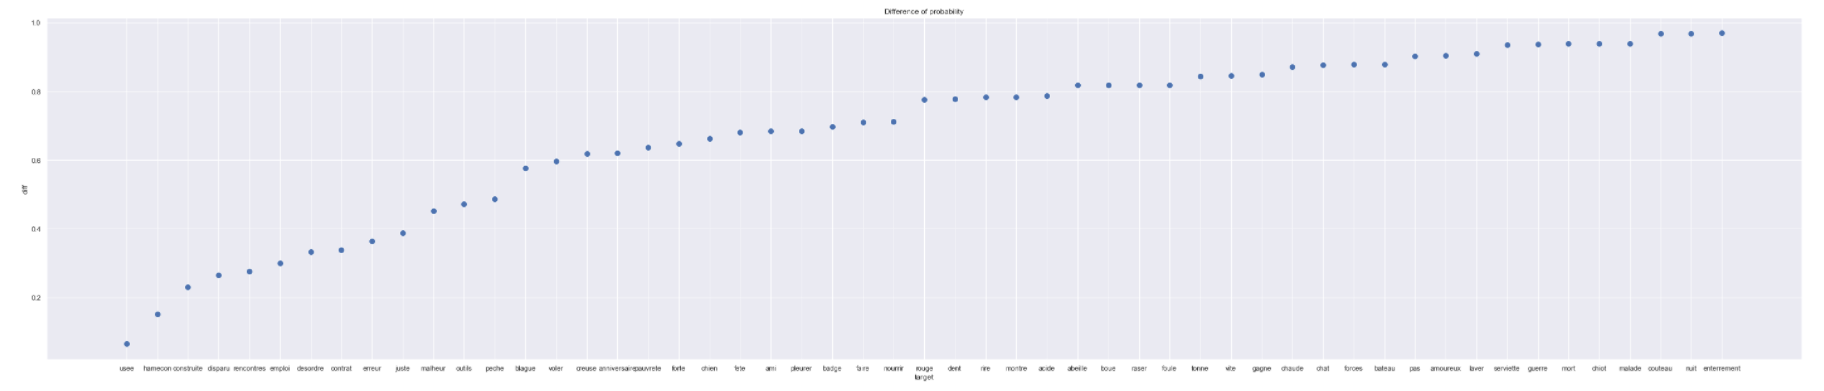 Difference of probability
1.0
0.8
0.6
0.4
0.2
diff
usee hamecon construite disparu rencontres emploi desordre contrat erreur juste malheur outils peche blague voler creuse anniversaire pauvrete forte chien fete ami pleurer badge faire nourrir rouge dent rire montre acide abeille boue raser foule tonne vite gagne chaude chat forces bateau pas amoureux laver serviette guerre mort chiot malade couteau nuit enterrement
target